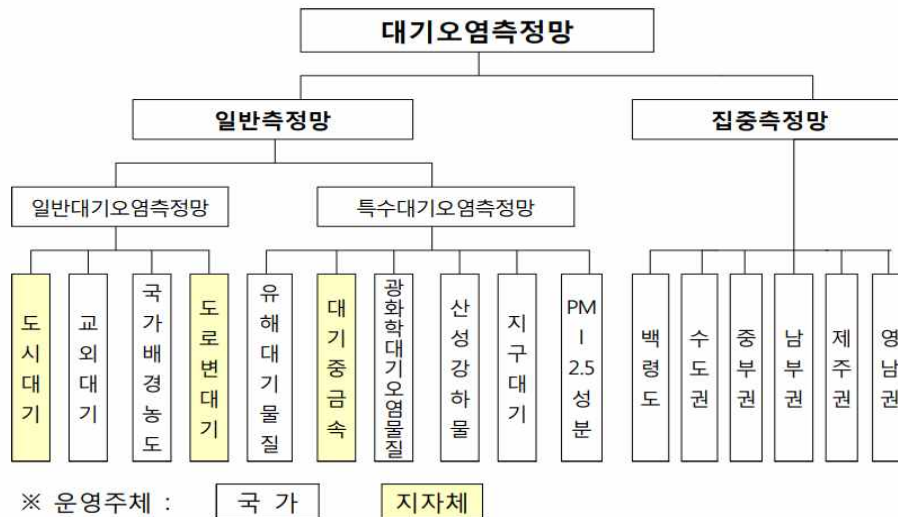 대기오염측정망
일반측정망
집중측정망
일반대기오염측정망
특수대기오염측정망
도시대기
교외대기
국가배경농도
도로변대기
유해대기물질
대기중금속
광화학대기오염물질
산성강하물
지구대기
PM
l
2.5
성분
백령도
수도권
중부권
남부권
제주권
영남권
※ 운영주체 : 국 가 지자체